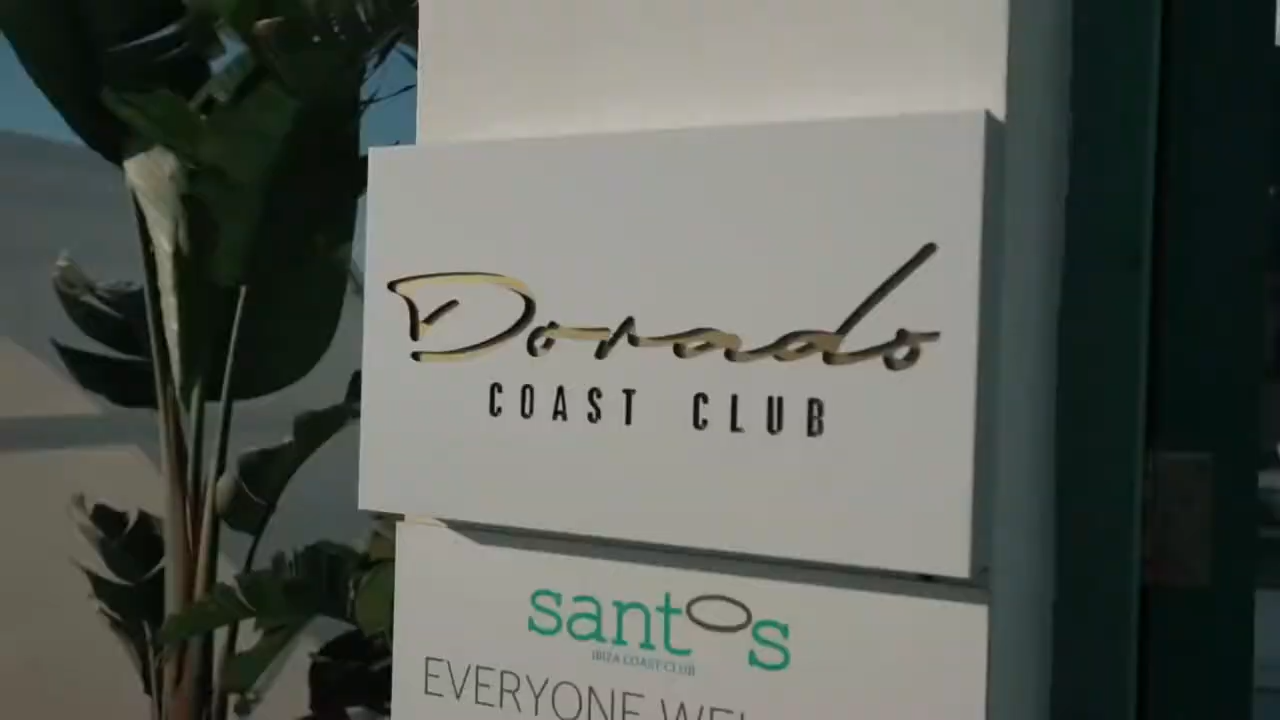 Dorado
COAST CLUB
santos
IBIZA COAST CLUB
EVERYONE